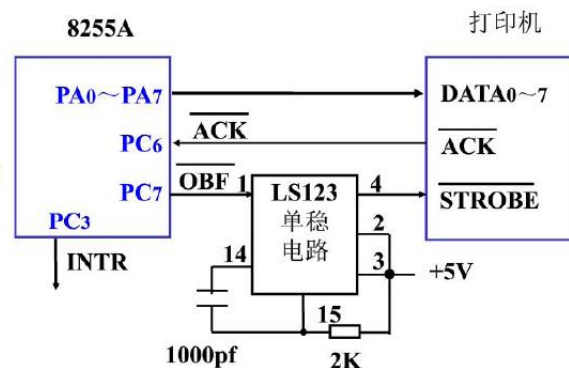 8255A
打印机
PA0～PA7
DATA0～7
ACK
PC6
ACK
OBF
PC7
1
LS123
4
STROBE
单稳
2
电路
PC3
14
3
+5V
INTR
15
1000pf
2K